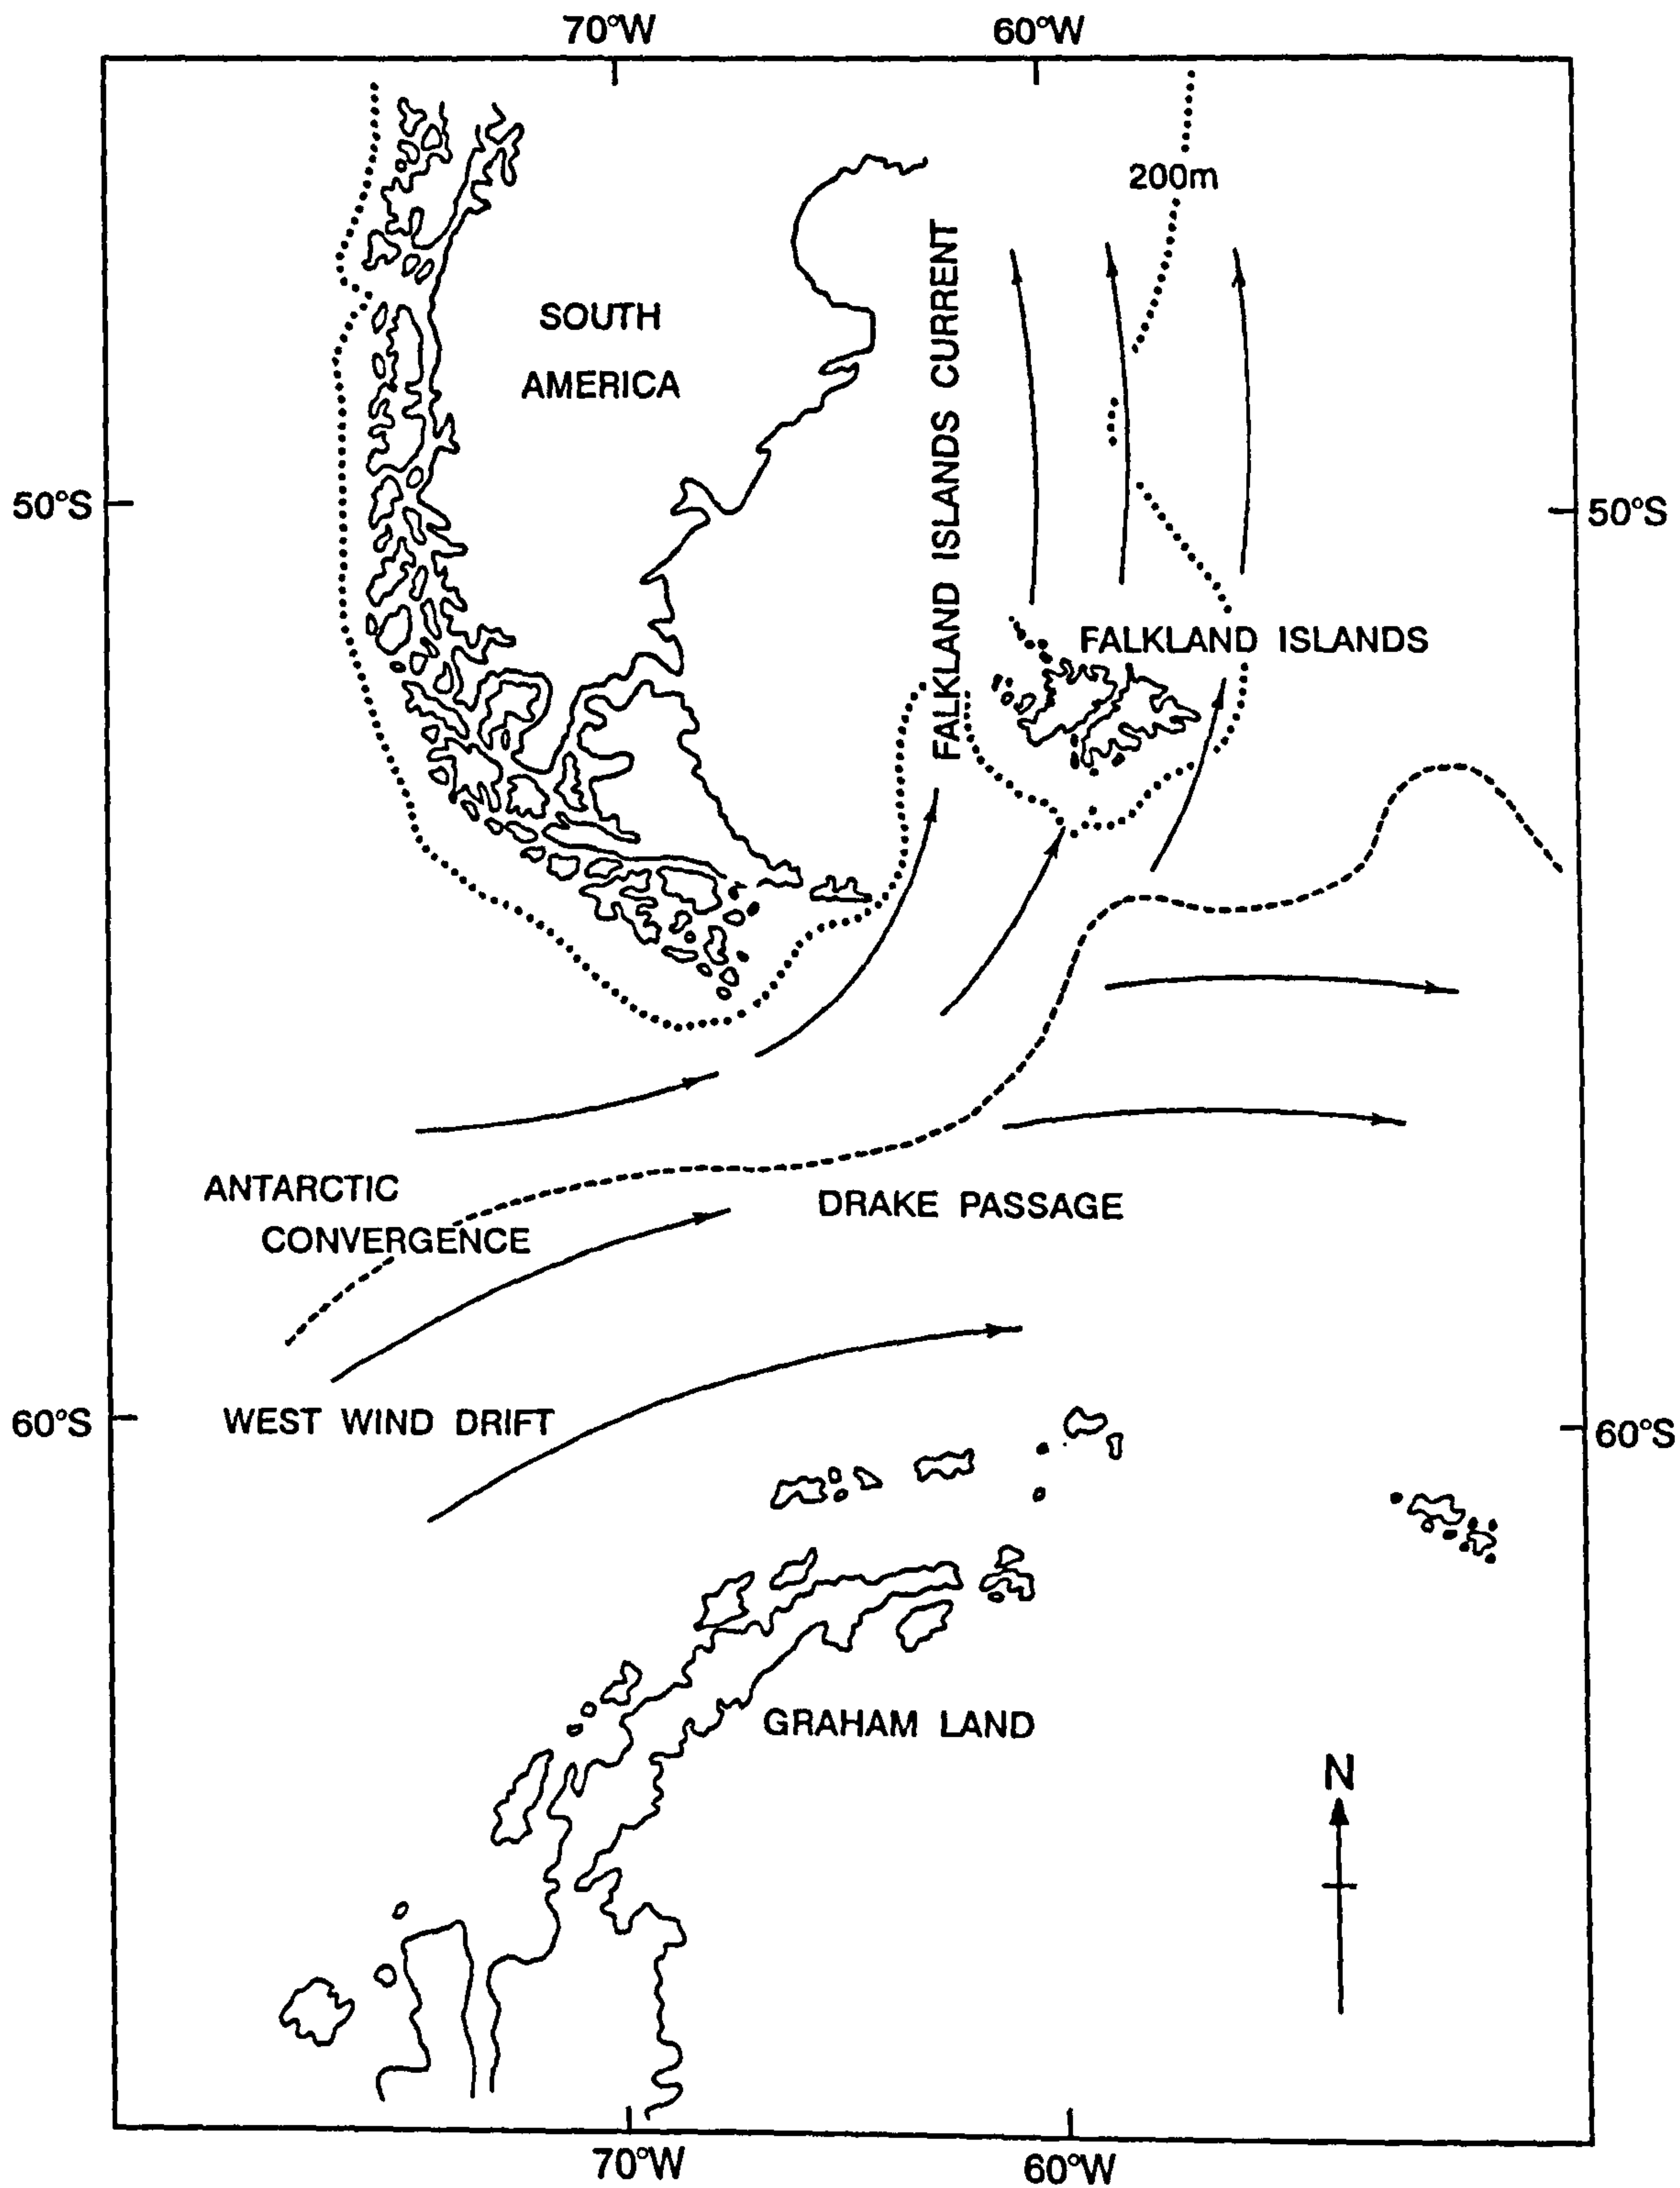 70°W
60°W
200m
SOUTH
AMERICA
FALKLAND ISLANDS CURRENT
50°S
50°S
FALKLAND ISLANDS
ANTARCTIC
CONVERGENCE
DRAKE PASSAGE
WEST WIND DRIFT
60°S
60°S
GRAHAM LAND
N
70°W
60°W